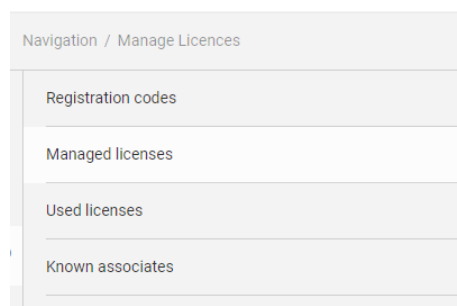 Navigation / Manage Licences
Registration codes
Managed licenses
Used licenses
Known associates